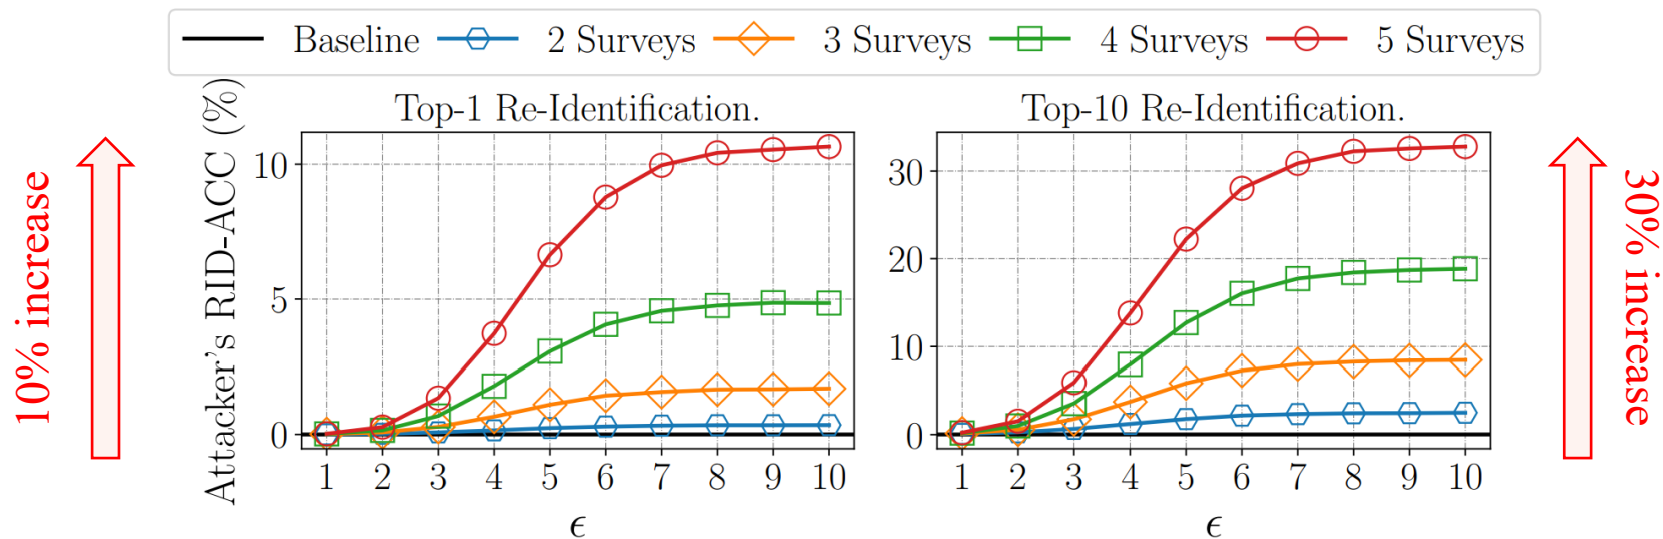 Baseline 2 Surveys 3 Surveys 4 Surveys 5 Surveys
10% increase
Attacker's RID-ACC (%)
Top-1 Re-Identification.
10
5
0
1 2 3 4 5 6 7 8 9 10
ϵ
Top-10 Re-Identification.
30
20
10
0
1 2 3 4 5 6 7 8 9 10
ϵ
30% increase